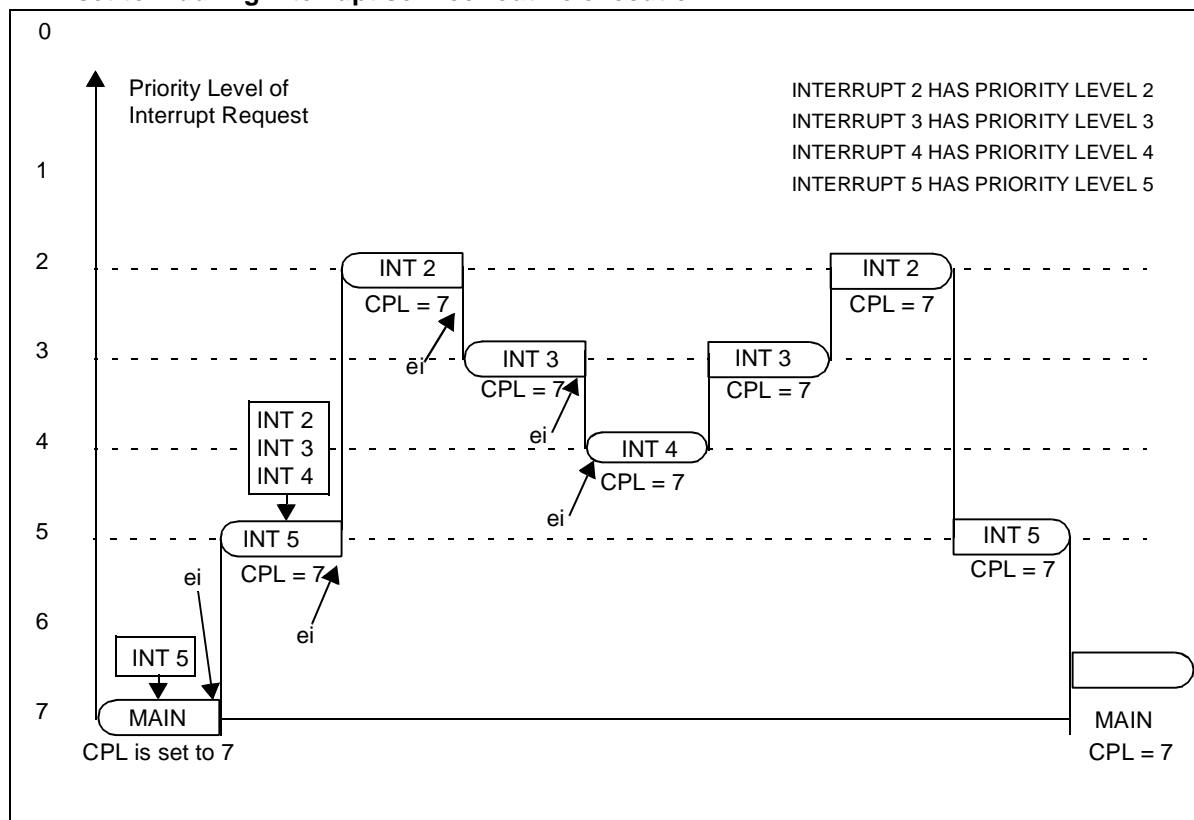 0
Priority Level of
Interrupt Request
INTERRUPT 2 HAS PRIORITY LEVEL 2
INTERRUPT 3 HAS PRIORITY LEVEL 3
INTERRUPT 4 HAS PRIORITY LEVEL 4
INTERRUPT 5 HAS PRIORITY LEVEL 5
1
2
INT 2
CPL = 7
INT 2
CPL = 7
3
ei
INT 3
CPL = 7
INT 3
CPL = 7
INT 2
INT 3
INT 4
4
ei
INT 4
CPL = 7
ei
5
INT 5
CPL = 7
INT 5
CPL = 7
ei
ei
6
INT 5
7
MAIN
CPL is set to 7
MAIN
CPL = 7